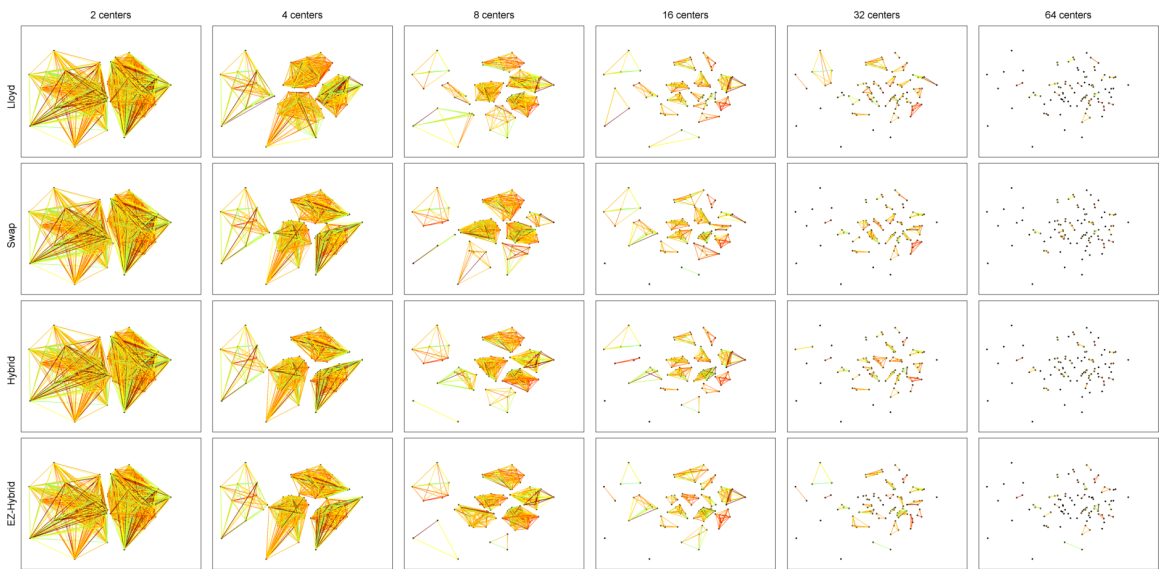 2 centers
4 centers
8 centers
16 centers
32 centers
64 centers
Lloyd
Swap
Hybrid
EZ-Hybrid